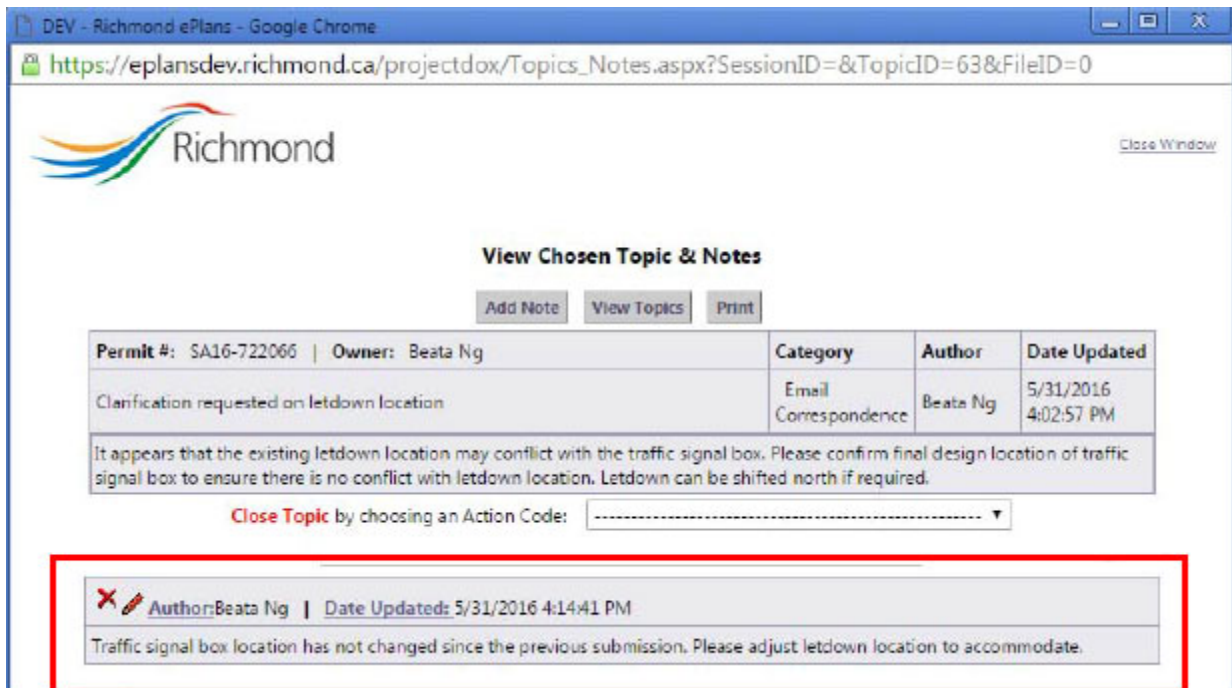 DEV - Richmond ePlans - Google Chrome
https://eplansdev.richmond.ca/projectdox/Topics_Notes.aspx?SessionID=&TopicID=63&FileID=0
Richmond
Close Window
View Chosen Topic & Notes
Add Note View Topics Print
Permit #: SA16-722066 | Owner: Beata Ng Category Author Date Updated
Clarification requested on letdown location Email Correspondence Beata Ng 5/31/2016 4:02:57 PM
It appears that the existing letdown location may conflict with the traffic signal box. Please confirm final design location of traffic
signal box to ensure there is no conflict with letdown location. Letdown can be shifted north if required.
Close Topic by choosing an Action Code: ------------------------------------------------------
Author:Beata Ng | Date Updated: 5/31/2016 4:14:41 PM
Traffic signal box location has not changed since the previous submission. Please adjust letdown location to accommodate.